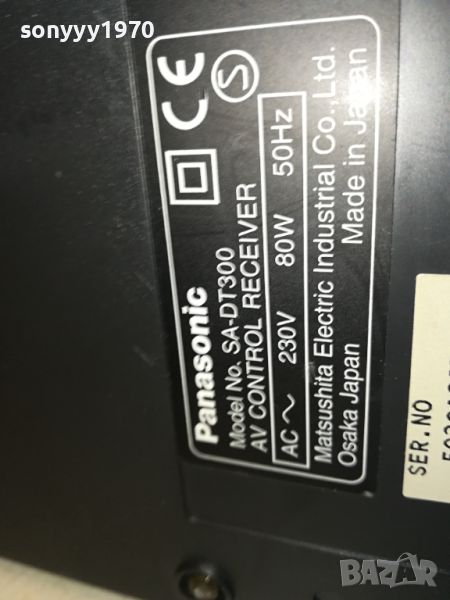 sonyyy1970
Panasonic
Model No. SA-DT300
AV CONTROL RECEIVER
AC ~ 230V 80W 50Hz
Matsushita Electric Industrial Co., Ltd.
Osaka Japan Made in Japan
CE S
SER.NO
BAZAR